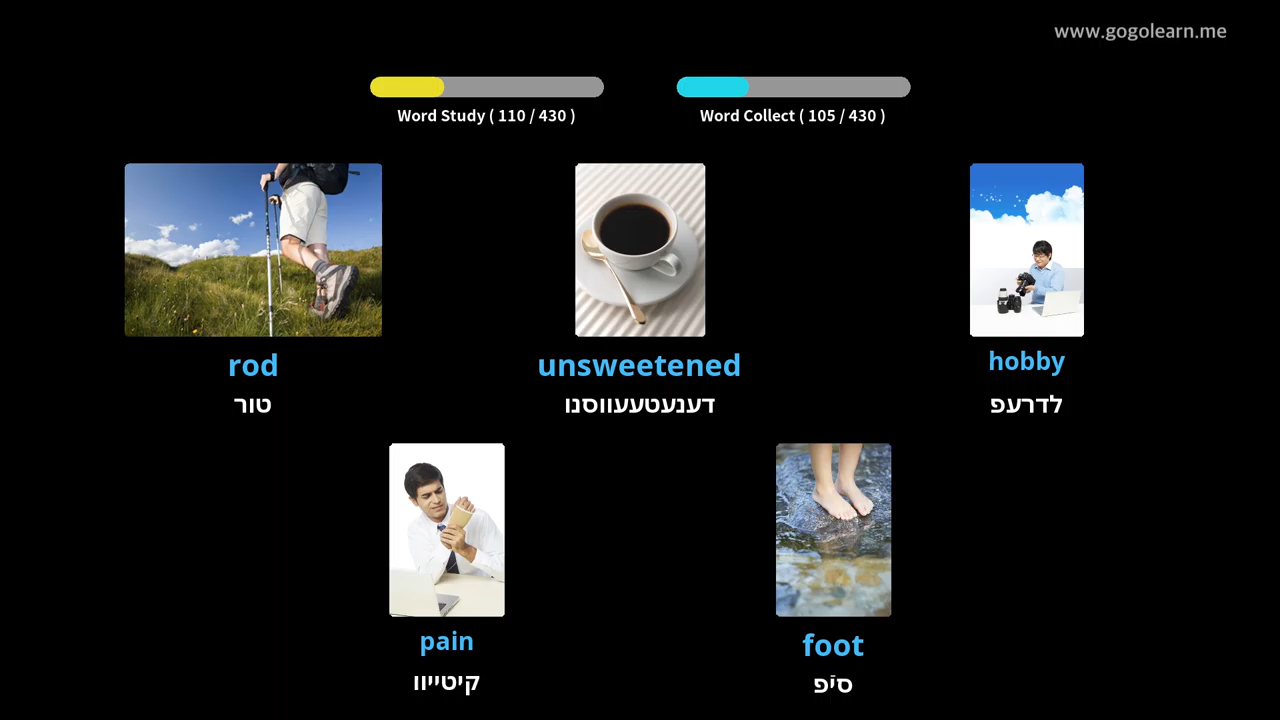 www.gogolearn.me
Word Study ( 110 / 430 )
Word Collect ( 105 / 430 )
rod
טור
unsweetened
דענעטעעווסנו
hobby
לדרעפ
pain
קיטייוו
foot
סיֿפ